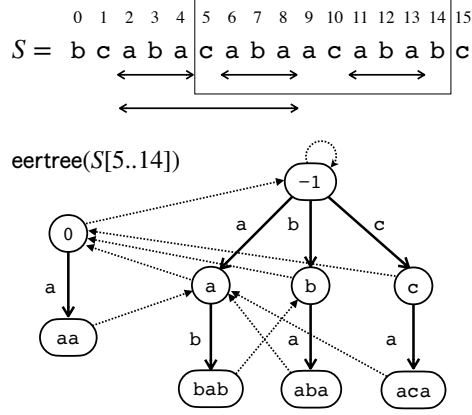 0 1 2 3 4 5 6 7 8 9 10 11 12 13 14 15
S = b c a b a c a b a a c a b a b c
eertree(S[5..14])
-1
0
a b c
a
a b c
aa
b a a
bab aba aca